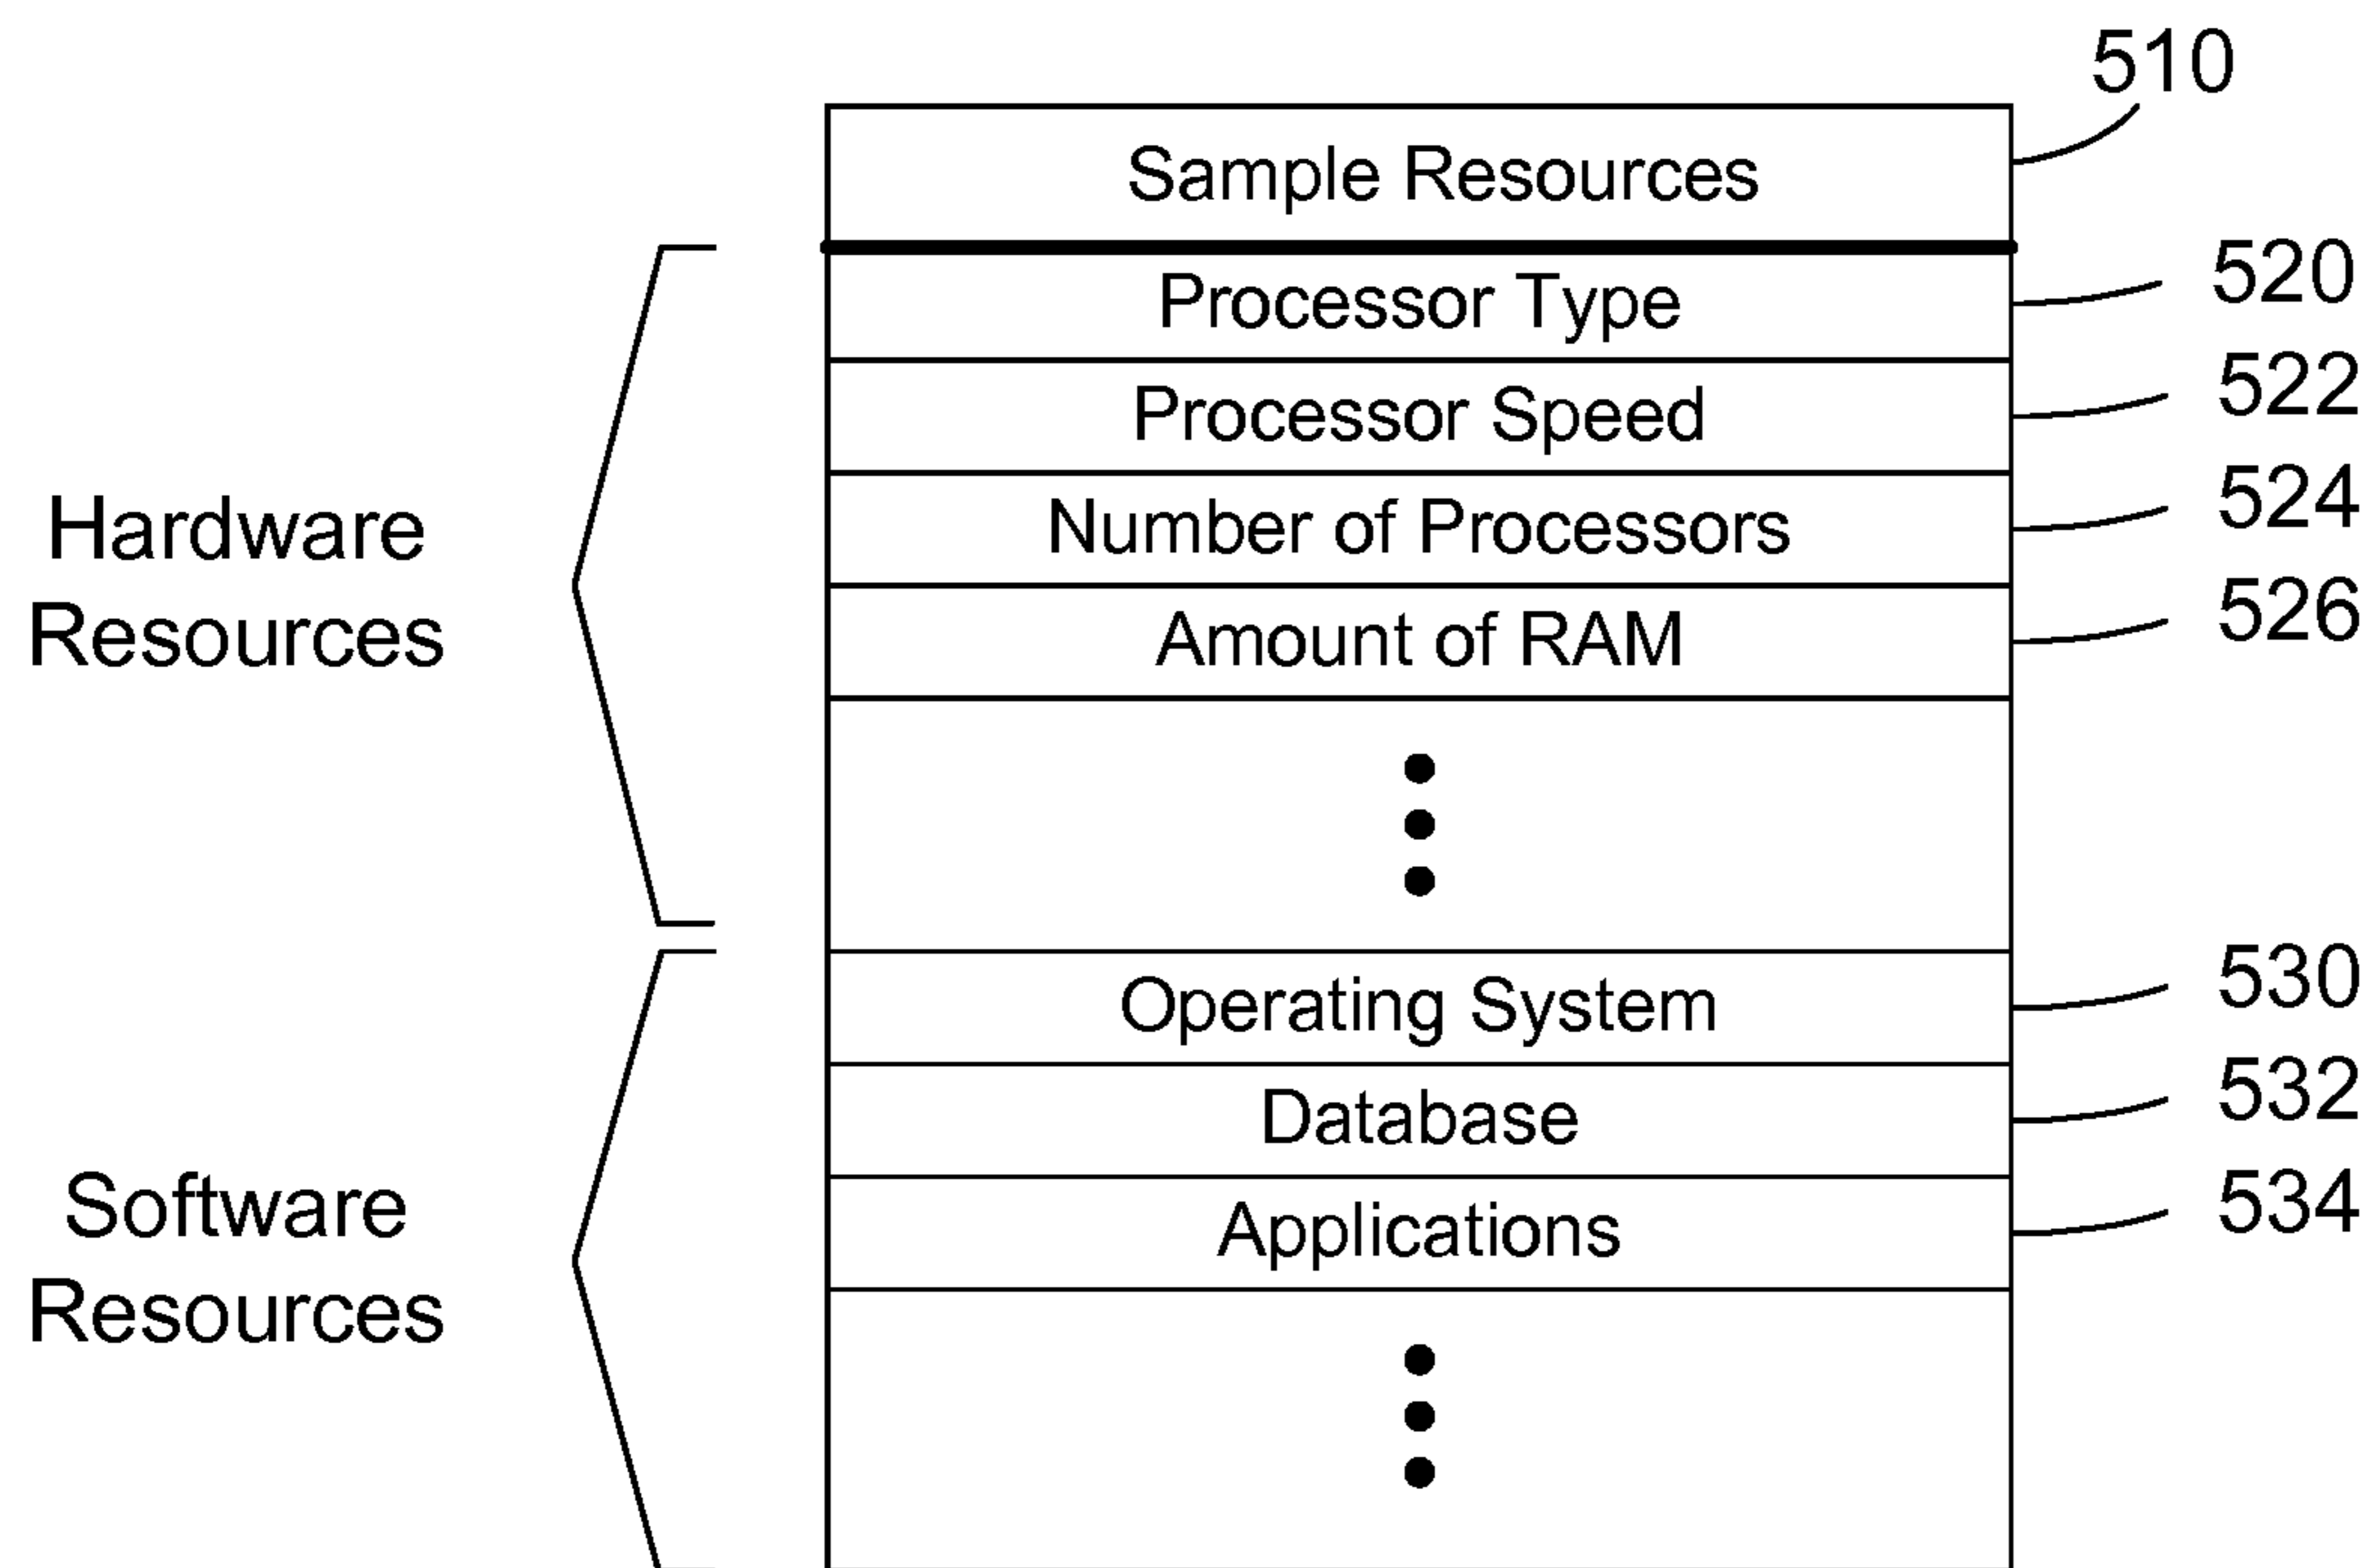 510
Sample Resources
Processor Type 520
Processor Speed 522
Number of Processors 524
Hardware
Resources
Amount of RAM 526
Operating System 530
Database 532
Applications 534
Software
Resources